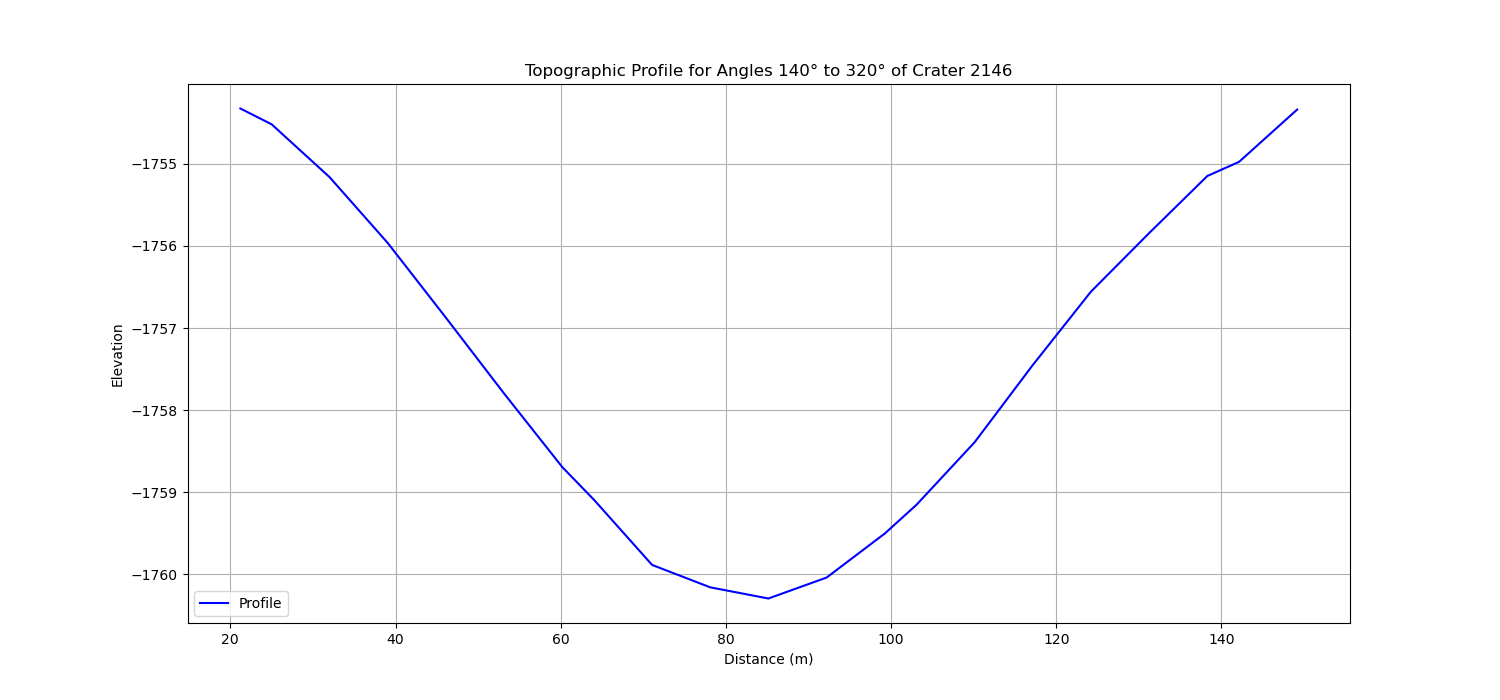 Topographic Profile for Angles 140° to 320° of Crater 2146
−1755
−1756
−1757
−1758
−1759
−1760
Elevation
Profile
20 40 60 80 100 120 140
Distance (m)